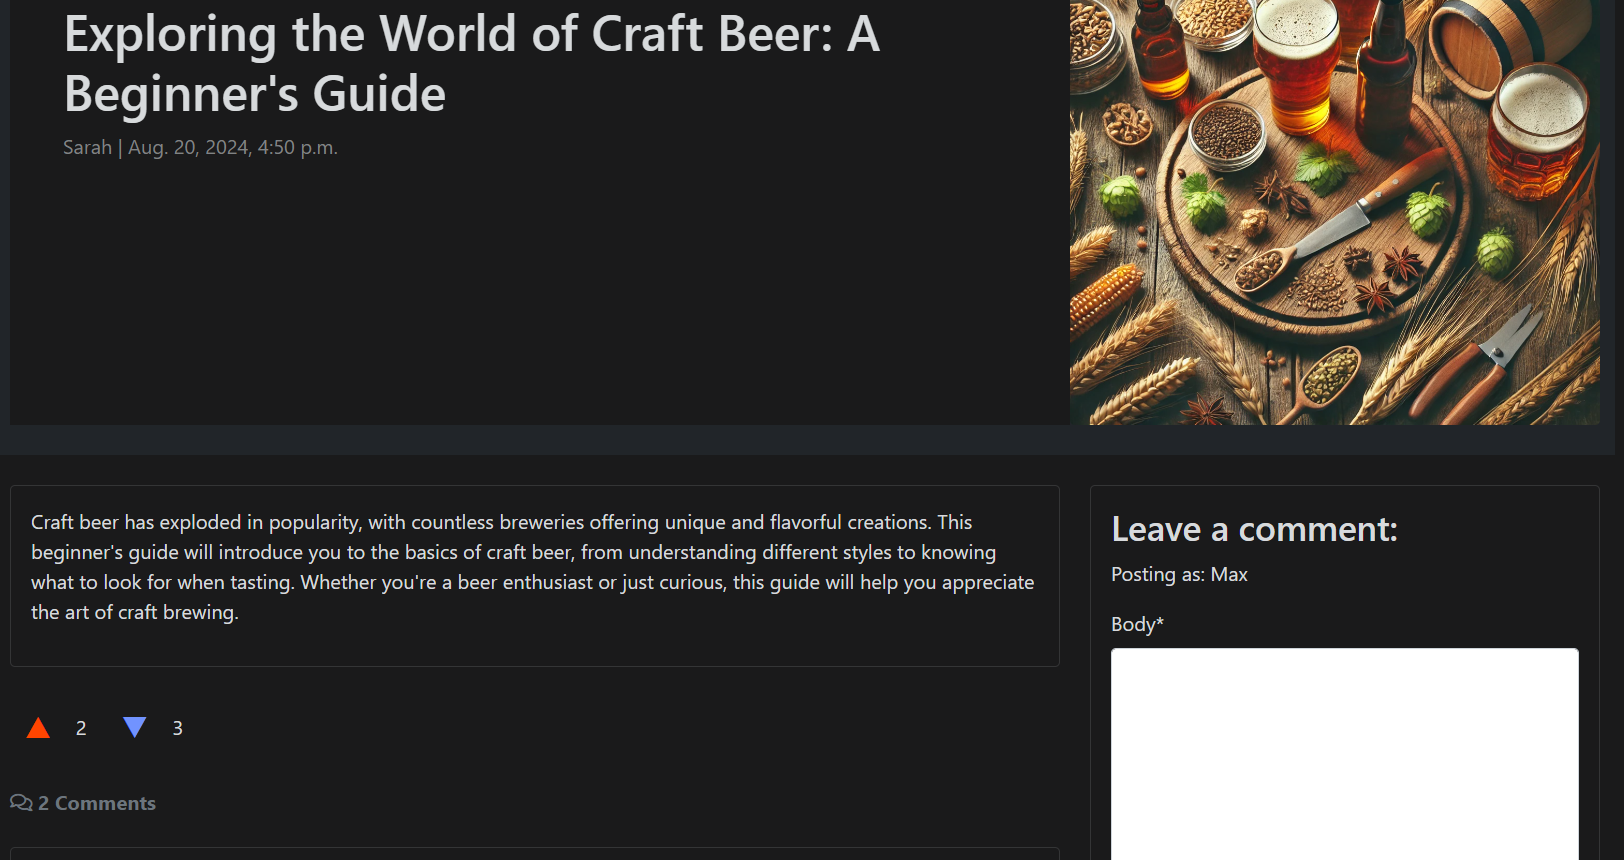 Exploring the World of Craft Beer: A
Beginner's Guide
Sarah | Aug. 20, 2024, 4:50 p.m.
Craft beer has exploded in popularity, with countless breweries offering unique and flavorful creations. This
beginner's guide will introduce you to the basics of craft beer, from understanding different styles to knowing
what to look for when tasting. Whether you're a beer enthusiast or just curious, this guide will help you appreciate
the art of craft brewing.
2 3
2 Comments
Leave a comment:
Posting as: Max
Body*